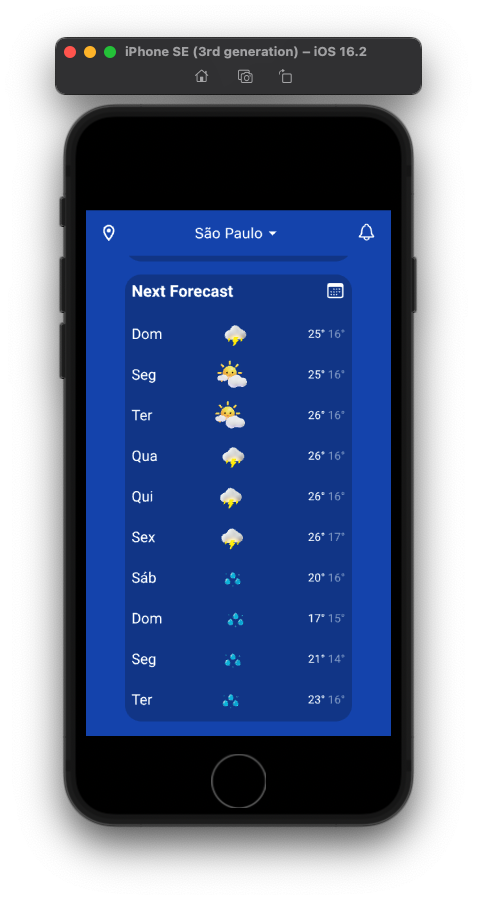 iPhone SE (3rd generation) – iOS 16.2
São Paulo
Next Forecast
Dom 25° 16°
Seg 25° 16°
Ter 26° 16°
Qua 26° 16°
Qui 26° 16°
Sex 26° 17°
Sáb 20° 16°
Dom 17° 15°
Seg 21° 14°
Ter 23° 16°